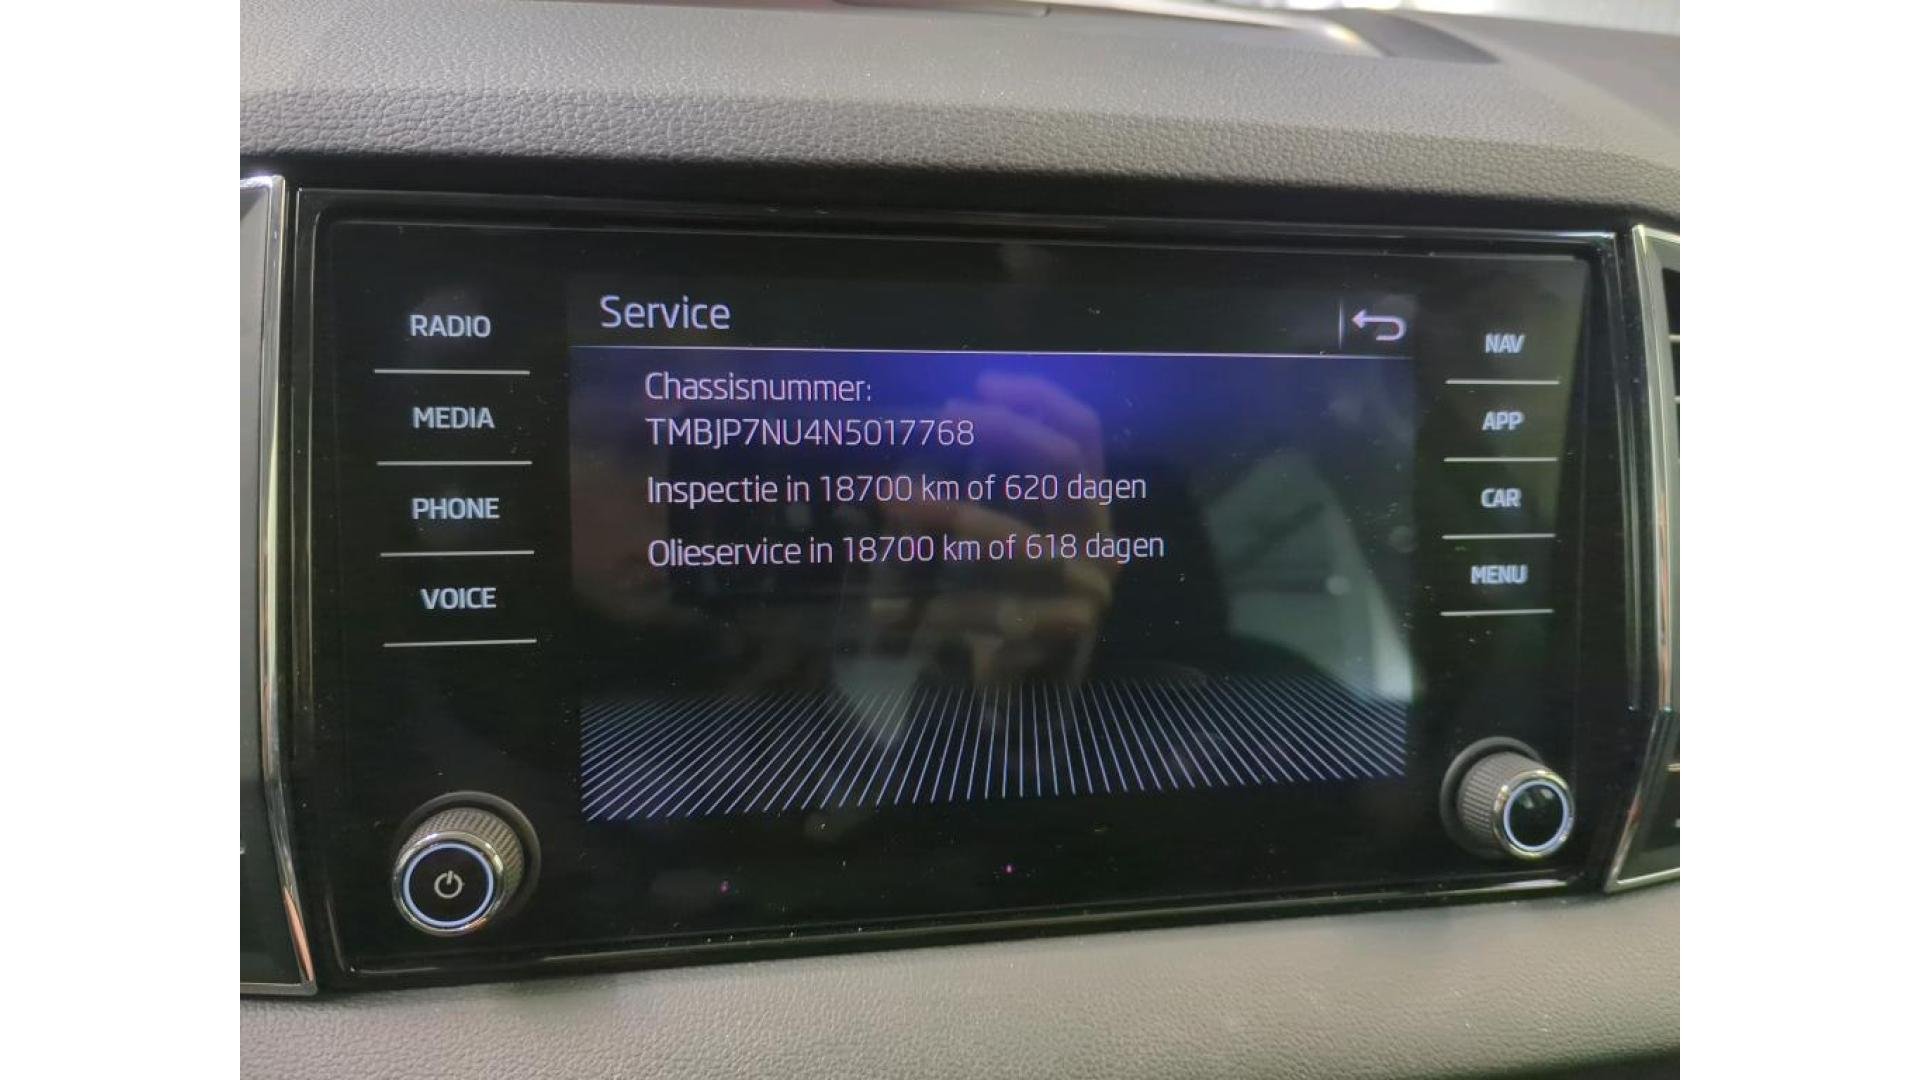 RADIO
MEDIA
PHONE
VOICE
Service
Chassisnummer:
TMBJP7NU4N5017768
Inspectie in 18700 km of 620 dagen
Olieservice in 18700 km of 618 dagen
NAV
APP
CAR
MENU